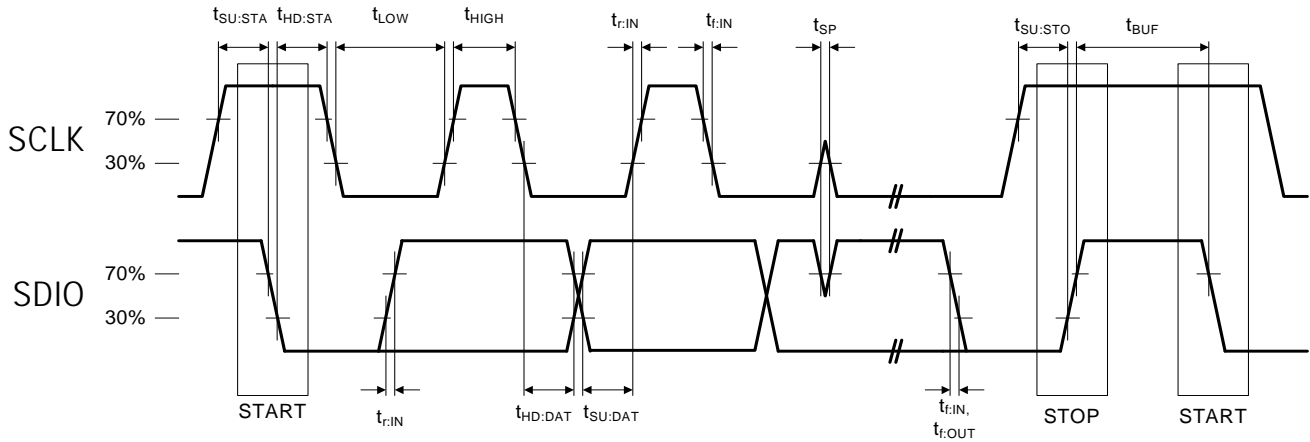 tSU:STA tHD:STA tLOW tHIGH tr:IN tf:IN tSP tSU:STO tBUF
SCLK
70%
30%
SDIO
70%
30%
START
tr:IN
tHD:DAT tSU:DAT
tf:IN,
tf:OUT
STOP
START